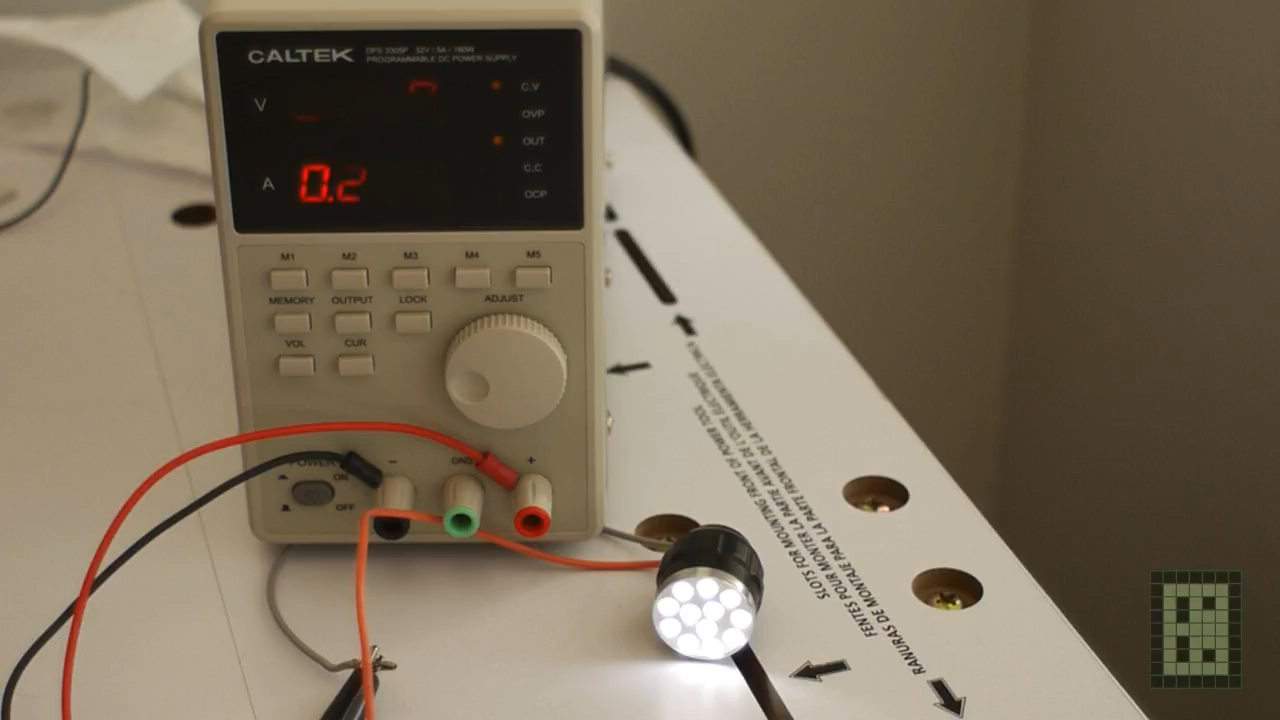 CALTEK
DPS 3305P 32V / 5A / 160W
PROGRAMMABLE DC POWER SUPPLY
V
C.V
OVP
OUT
A
0.2
C.C
OCP
M1 M2 M3 M4 M5
MEMORY OUTPUT LOCK ADJUST
VOL CUR
POWER
ON
OFF
-
GND
+
SLOTS FOR MOUNTING FRONT OF POWER TOOL
FENTES POUR MONTER LA PARTIE AVANT DE L'OUTIL ÉLECTRIQUE
RANURAS DE MONTAJE PARA LA PARTE FRONTAL DE LA HERRAMIENTA ELÉCTRICA